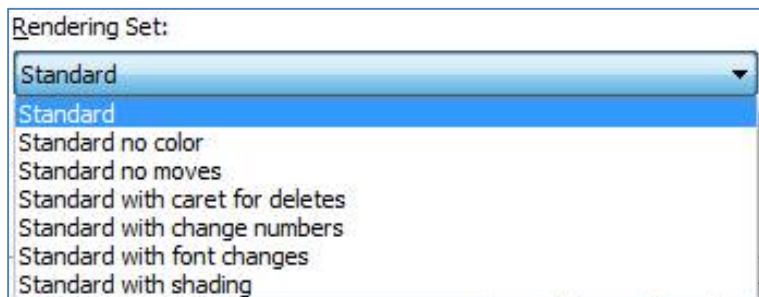 Rendering Set:
Standard
Standard
Standard no color
Standard no moves
Standard with caret for deletes
Standard with change numbers
Standard with font changes
Standard with shading